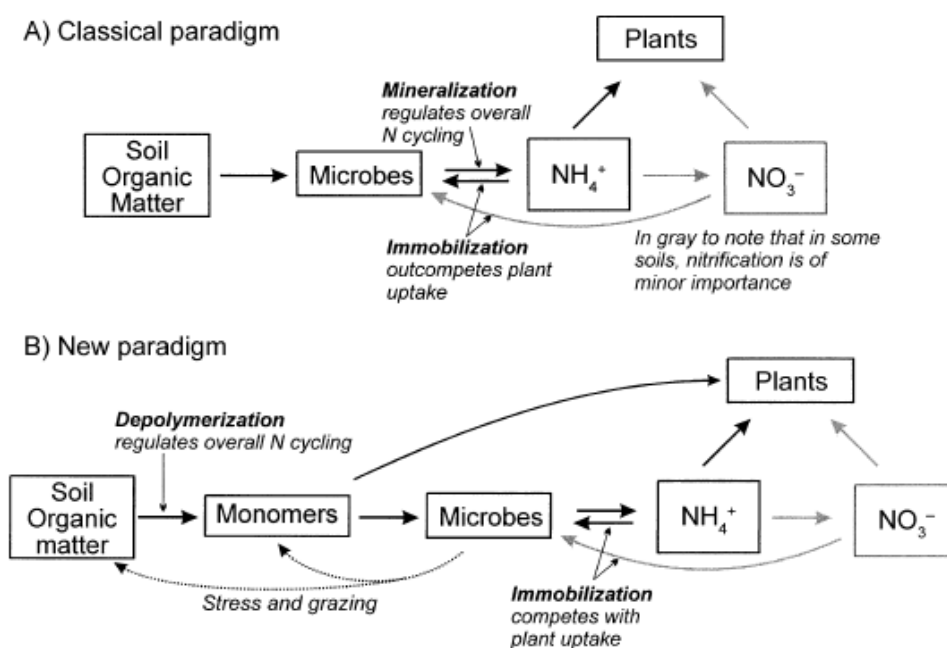 A) Classical paradigm
Plants
Mineralization
regulates overall
N cycling
Soil
Organic
Matter
Microbes
NH₄⁺
NO₃⁻
Immobilization
outcompetes plant
uptake
In gray to note that in some
soils, nitrification is of
minor importance
B) New paradigm
Plants
Depolymerization
regulates overall N cycling
Soil
Organic
matter
Monomers
Microbes
NH₄⁺
NO₃⁻
Stress and grazing
Immobilization
competes with
plant uptake